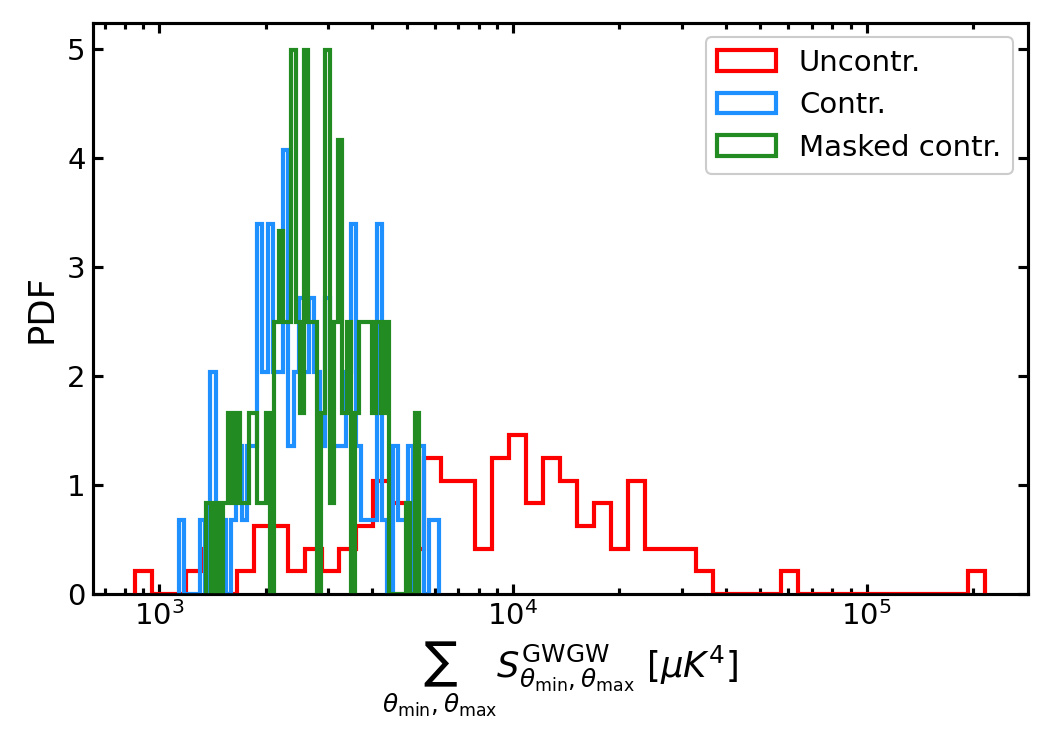 Uncontr.
Contr.
Masked contr.
PDF
5
4
3
2
1
0
10³ 10⁴ 10⁵
∑ S^GWGW_θmin,θmax [μK⁴]
θmin,θmax